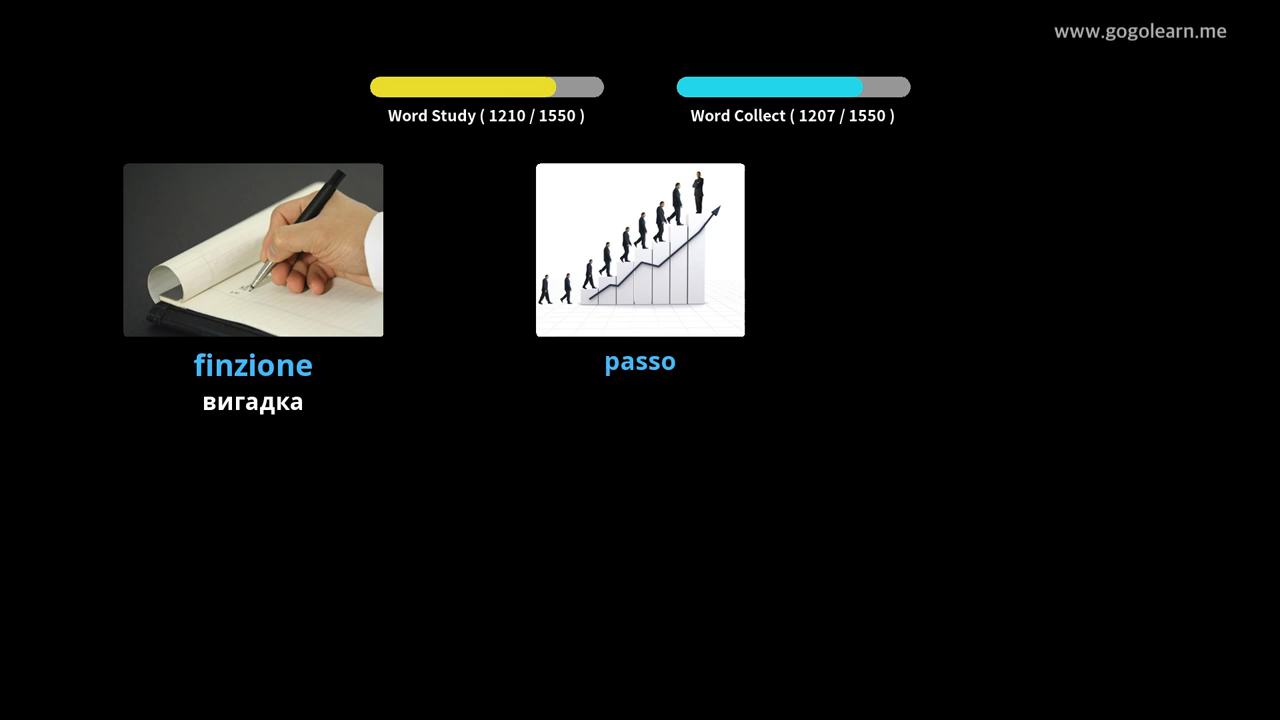 www.gogolearn.me
Word Study ( 1210 / 1550 )
Word Collect ( 1207 / 1550 )
finzione
вигадка
passo